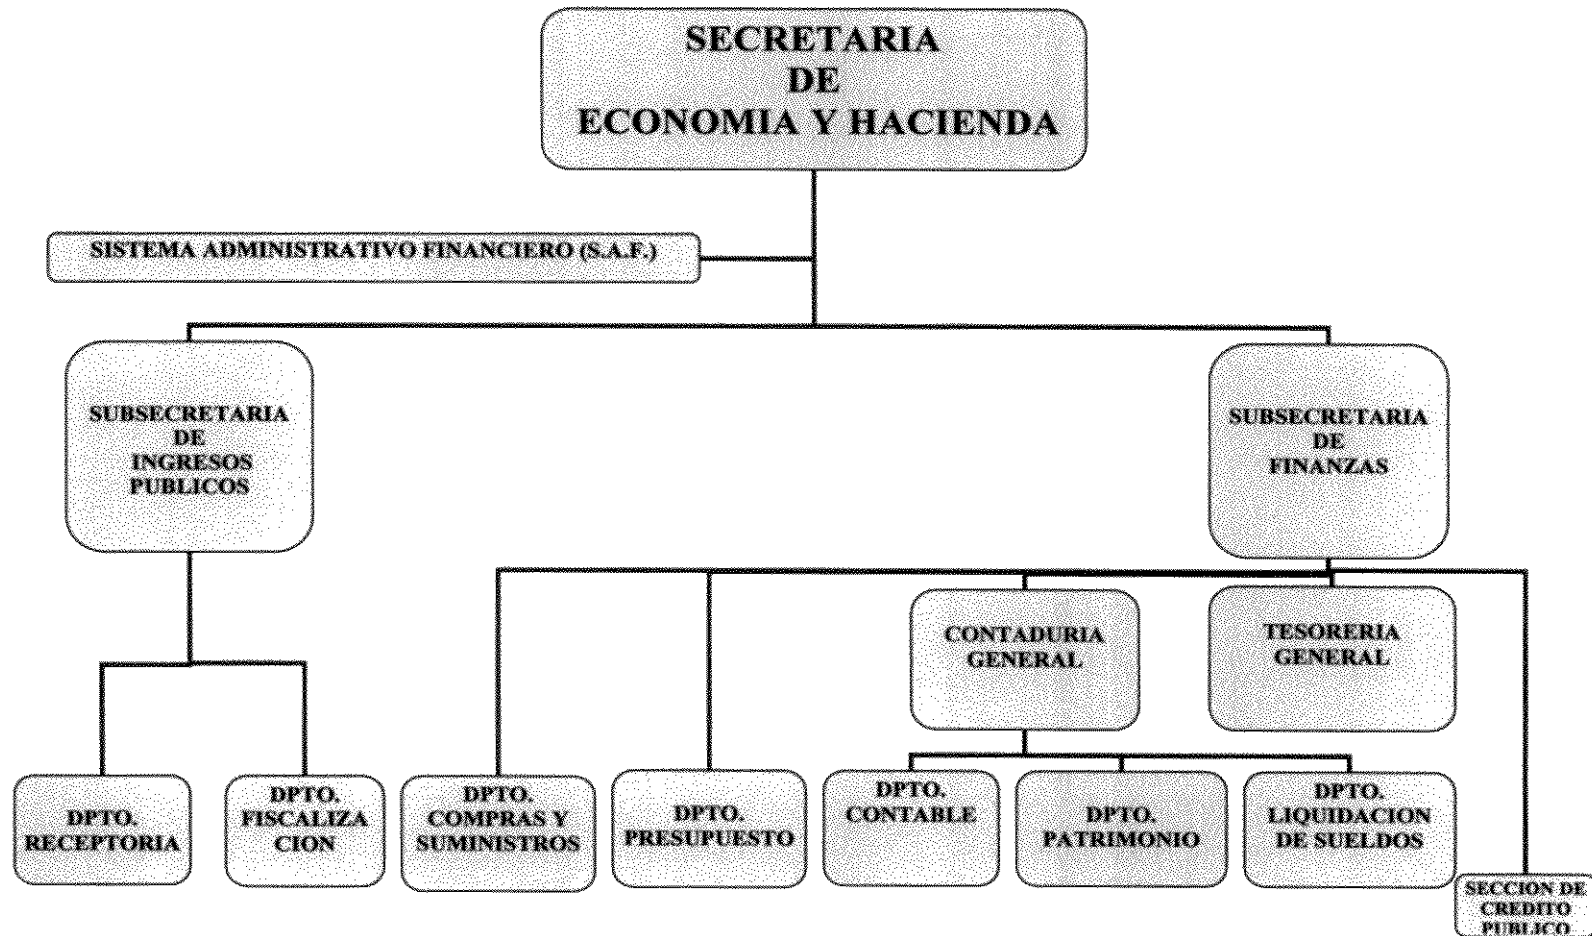 SECRETARIA
DE
ECONOMIA Y HACIENDA
SISTEMA ADMINISTRATIVO FINANCIERO (S.A.F.)
SUBSECRETARIA
DE
INGRESOS
PUBLICOS
SUBSECRETARIA
DE
FINANZAS
CONTADURIA
GENERAL
TESORERIA
GENERAL
DPTO.
RECEPTORIA
DPTO.
FISCALIZA
CION
DPTO.
COMPRAS Y
SUMINISTROS
DPTO.
PRESUPUESTO
DPTO.
CONTABLE
DPTO.
PATRIMONIO
DPTO.
LIQUIDACION
DE SUELDOS
SECCION DE
CREDITO
PUBLICO